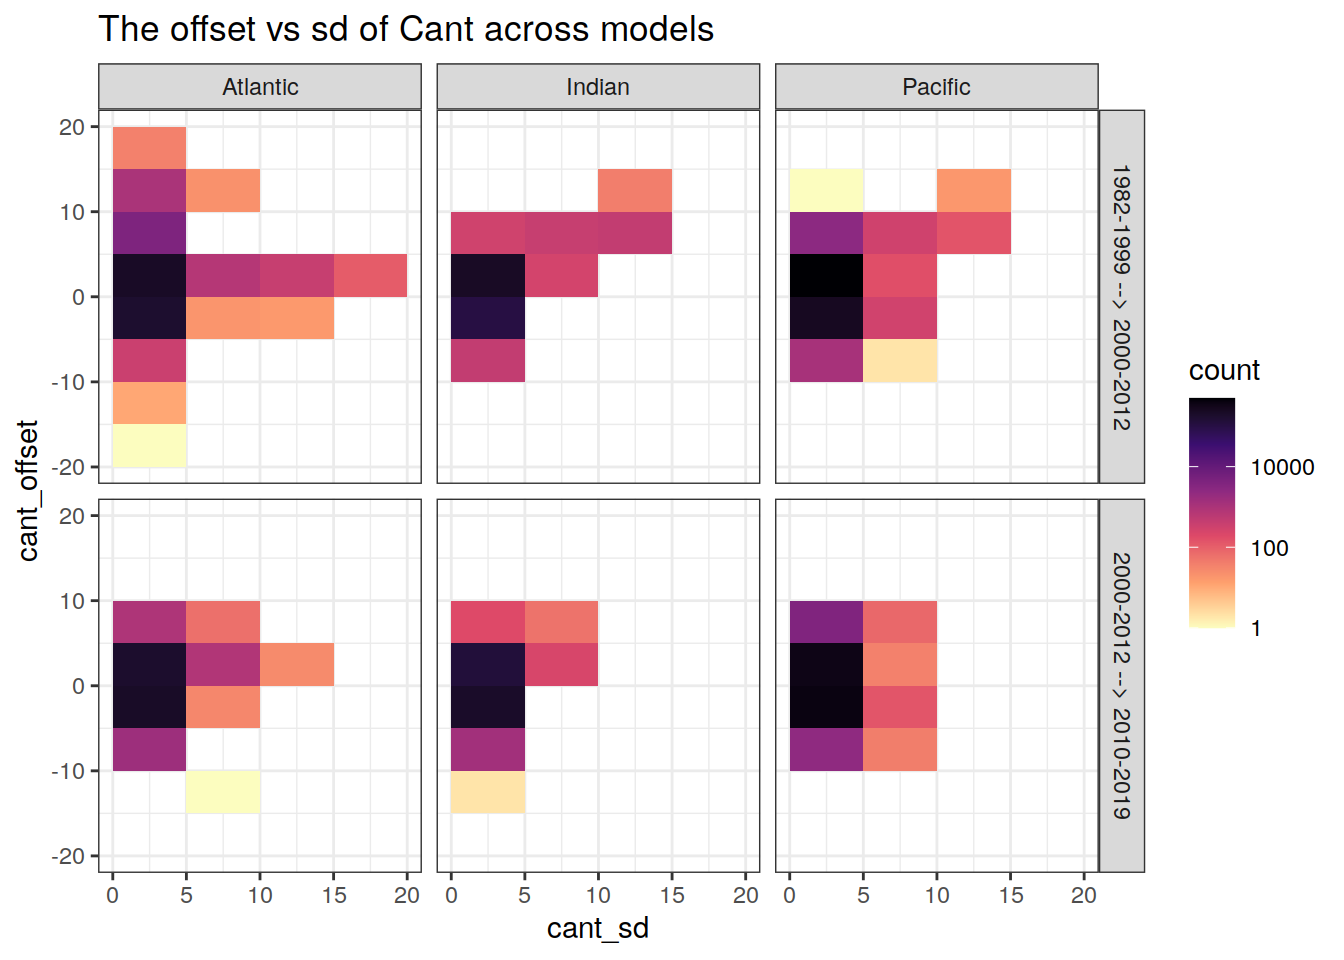 The offset vs sd of Cant across models
Atlantic
Indian
Pacific
20
10
0
-10
-20
1982-1999 --> 2000-2012
20
10
0
-10
-20
2000-2012 --> 2010-2019
0 5 10 15 20
0 5 10 15 20
0 5 10 15 20
cant_sd
cant_offset
count
10000
100
1